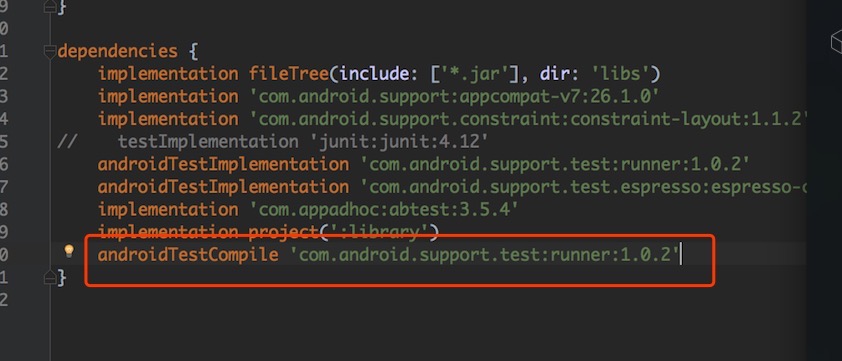 9 }
0
1 dependencies {
2 implementation fileTree(include: ['*.jar'], dir: 'libs')
3 implementation 'com.android.support:appcompat-v7:26.1.0'
4 implementation 'com.android.support.constraint:constraint-layout:1.1.2'
5 // testImplementation 'junit:junit:4.12'
6 androidTestImplementation 'com.android.support.test:runner:1.0.2'
7 androidTestImplementation 'com.android.support.test.espresso:espresso-c
8 implementation 'com.appadhoc:abtest:3.5.4'
9 implementation project(':library')
0 androidTestCompile 'com.android.support.test:runner:1.0.2'
1 }
2